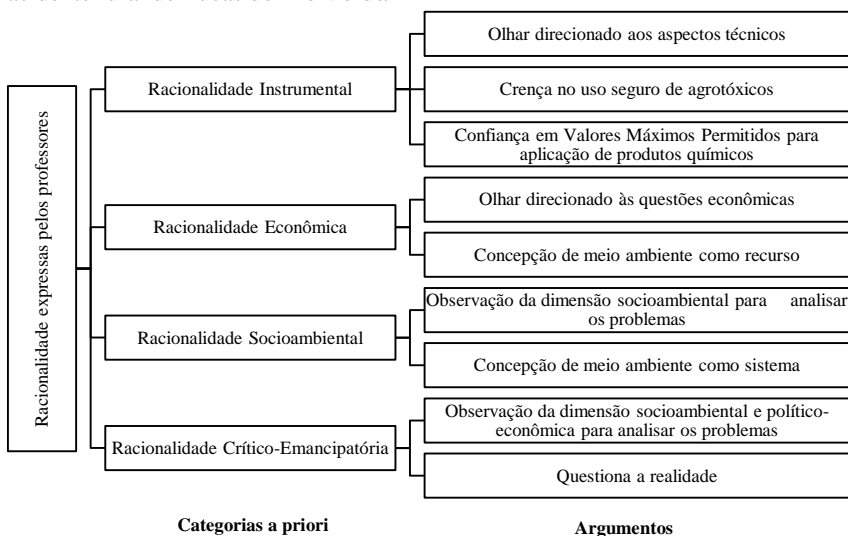 Racionalidade expressas pelos professores
Racionalidade Instrumental
Olhar direcionado aos aspectos técnicos
Crença no uso seguro de agrotóxicos
Confiança em Valores Máximos Permitidos para
aplicação de produtos químicos
Racionalidade Econômica
Olhar direcionado às questões econômicas
Concepção de meio ambiente como recurso
Racionalidade Socioambiental
Observação da dimensão socioambiental para analisar
os problemas
Concepção de meio ambiente como sistema
Racionalidade Crítico-Emancipatória
Observação da dimensão socioambiental e político-
econômica para analisar os problemas
Questiona a realidade
Categorias a priori
Argumentos